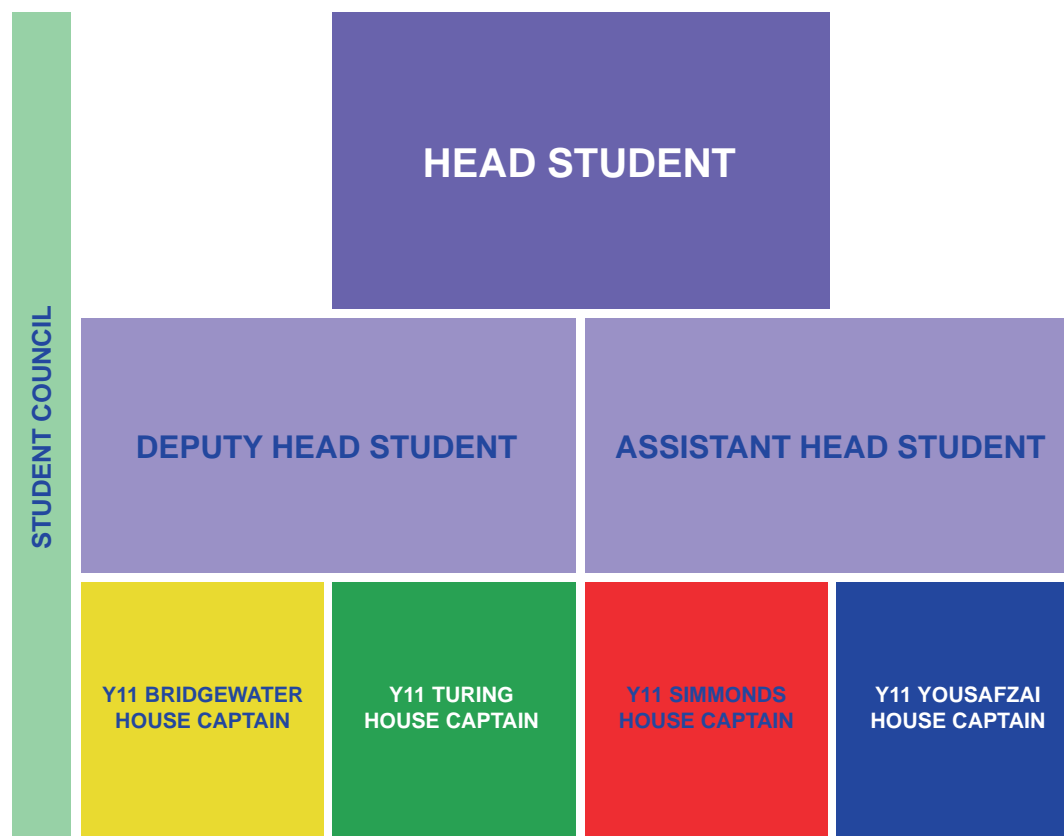 STUDENT COUNCIL
HEAD STUDENT
DEPUTY HEAD STUDENT
ASSISTANT HEAD STUDENT
Y11 BRIDGEWATER
HOUSE CAPTAIN
Y11 TURING
HOUSE CAPTAIN
Y11 SIMMONDS
HOUSE CAPTAIN
Y11 YOUSAFZAI
HOUSE CAPTAIN